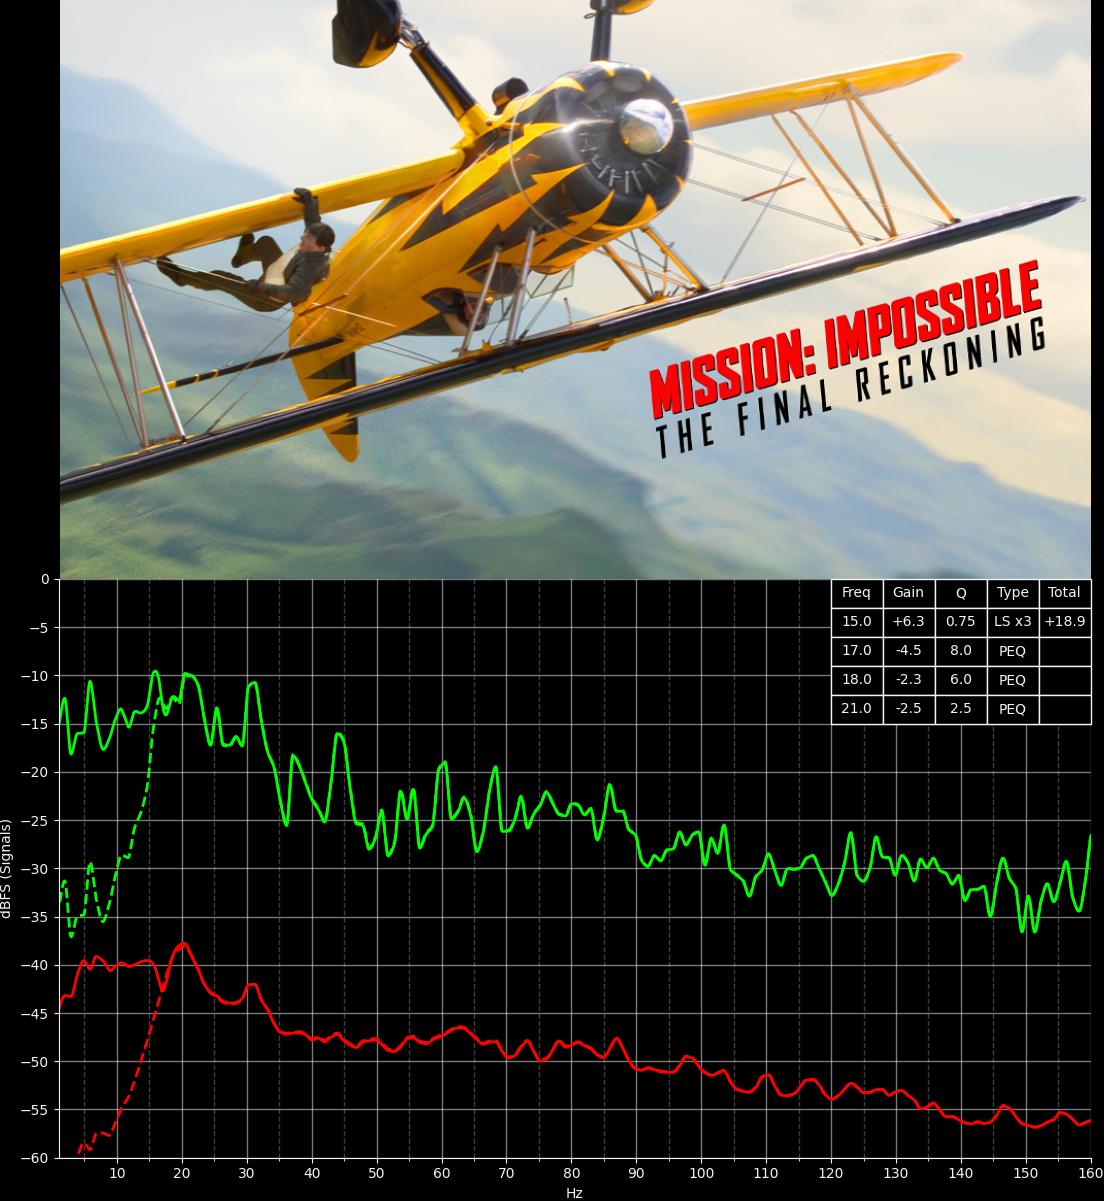 MISSION: IMPOSSIBLE
THE FINAL RECKONING
Freq Gain Q Type Total
15.0 +6.3 0.75 LS x3 +18.9
17.0 -4.5 8.0 PEQ
18.0 -2.3 6.0 PEQ
21.0 -2.5 2.5 PEQ
0
−5
−10
−15
−20
−25
−30
−35
−40
−45
−50
−55
−60
dBFS (Signals)
10 20 30 40 50 60 70 80 90 100 110 120 130 140 150 160
Hz